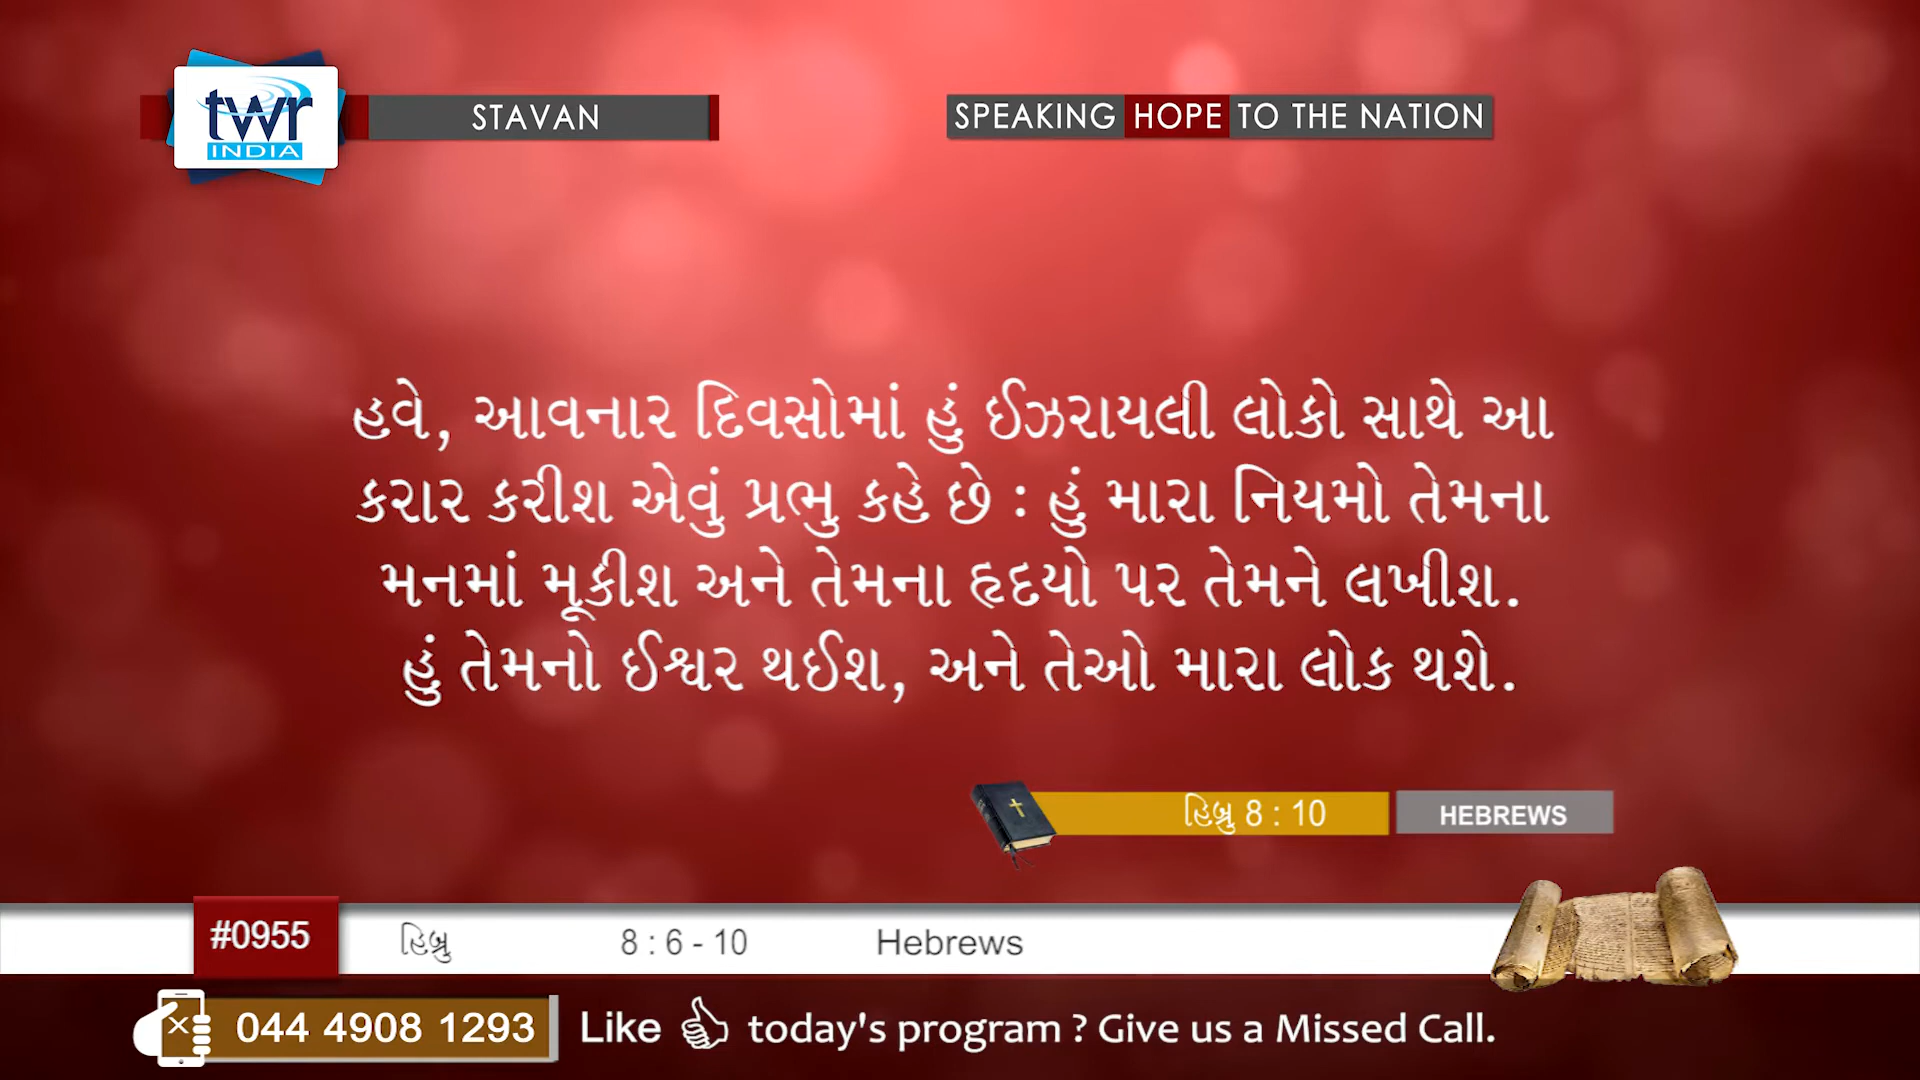 twr
INDIA
STAVAN
SPEAKING HOPE TO THE NATION
હવે, આવનાર દિવસોમાં હું ઈઝરાયલી લોકો સાથે આ
કરાર કરીશ એવું પ્રભુ કહે છે : હું મારા નિયમો તેમના
મનમાં મૂકીશ અને તેમના હૃદયો પર તેમને લખીશ.
હું તેમનો ઈશ્વર થઈશ, અને તેઓ મારા લોક થશે.
હિબ્રુ 8 : 10 HEBREWS
#0955 હિબ્રુ 8 : 6 - 10 Hebrews
044 4908 1293 Like today's program ? Give us a Missed Call.